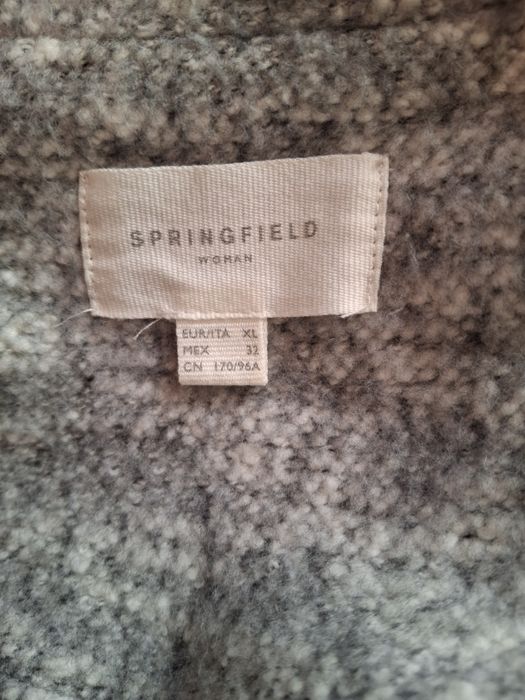 SPRINGFIELD
WOMAN
EUR/ITA XL
MEX 32
CN 170/96A